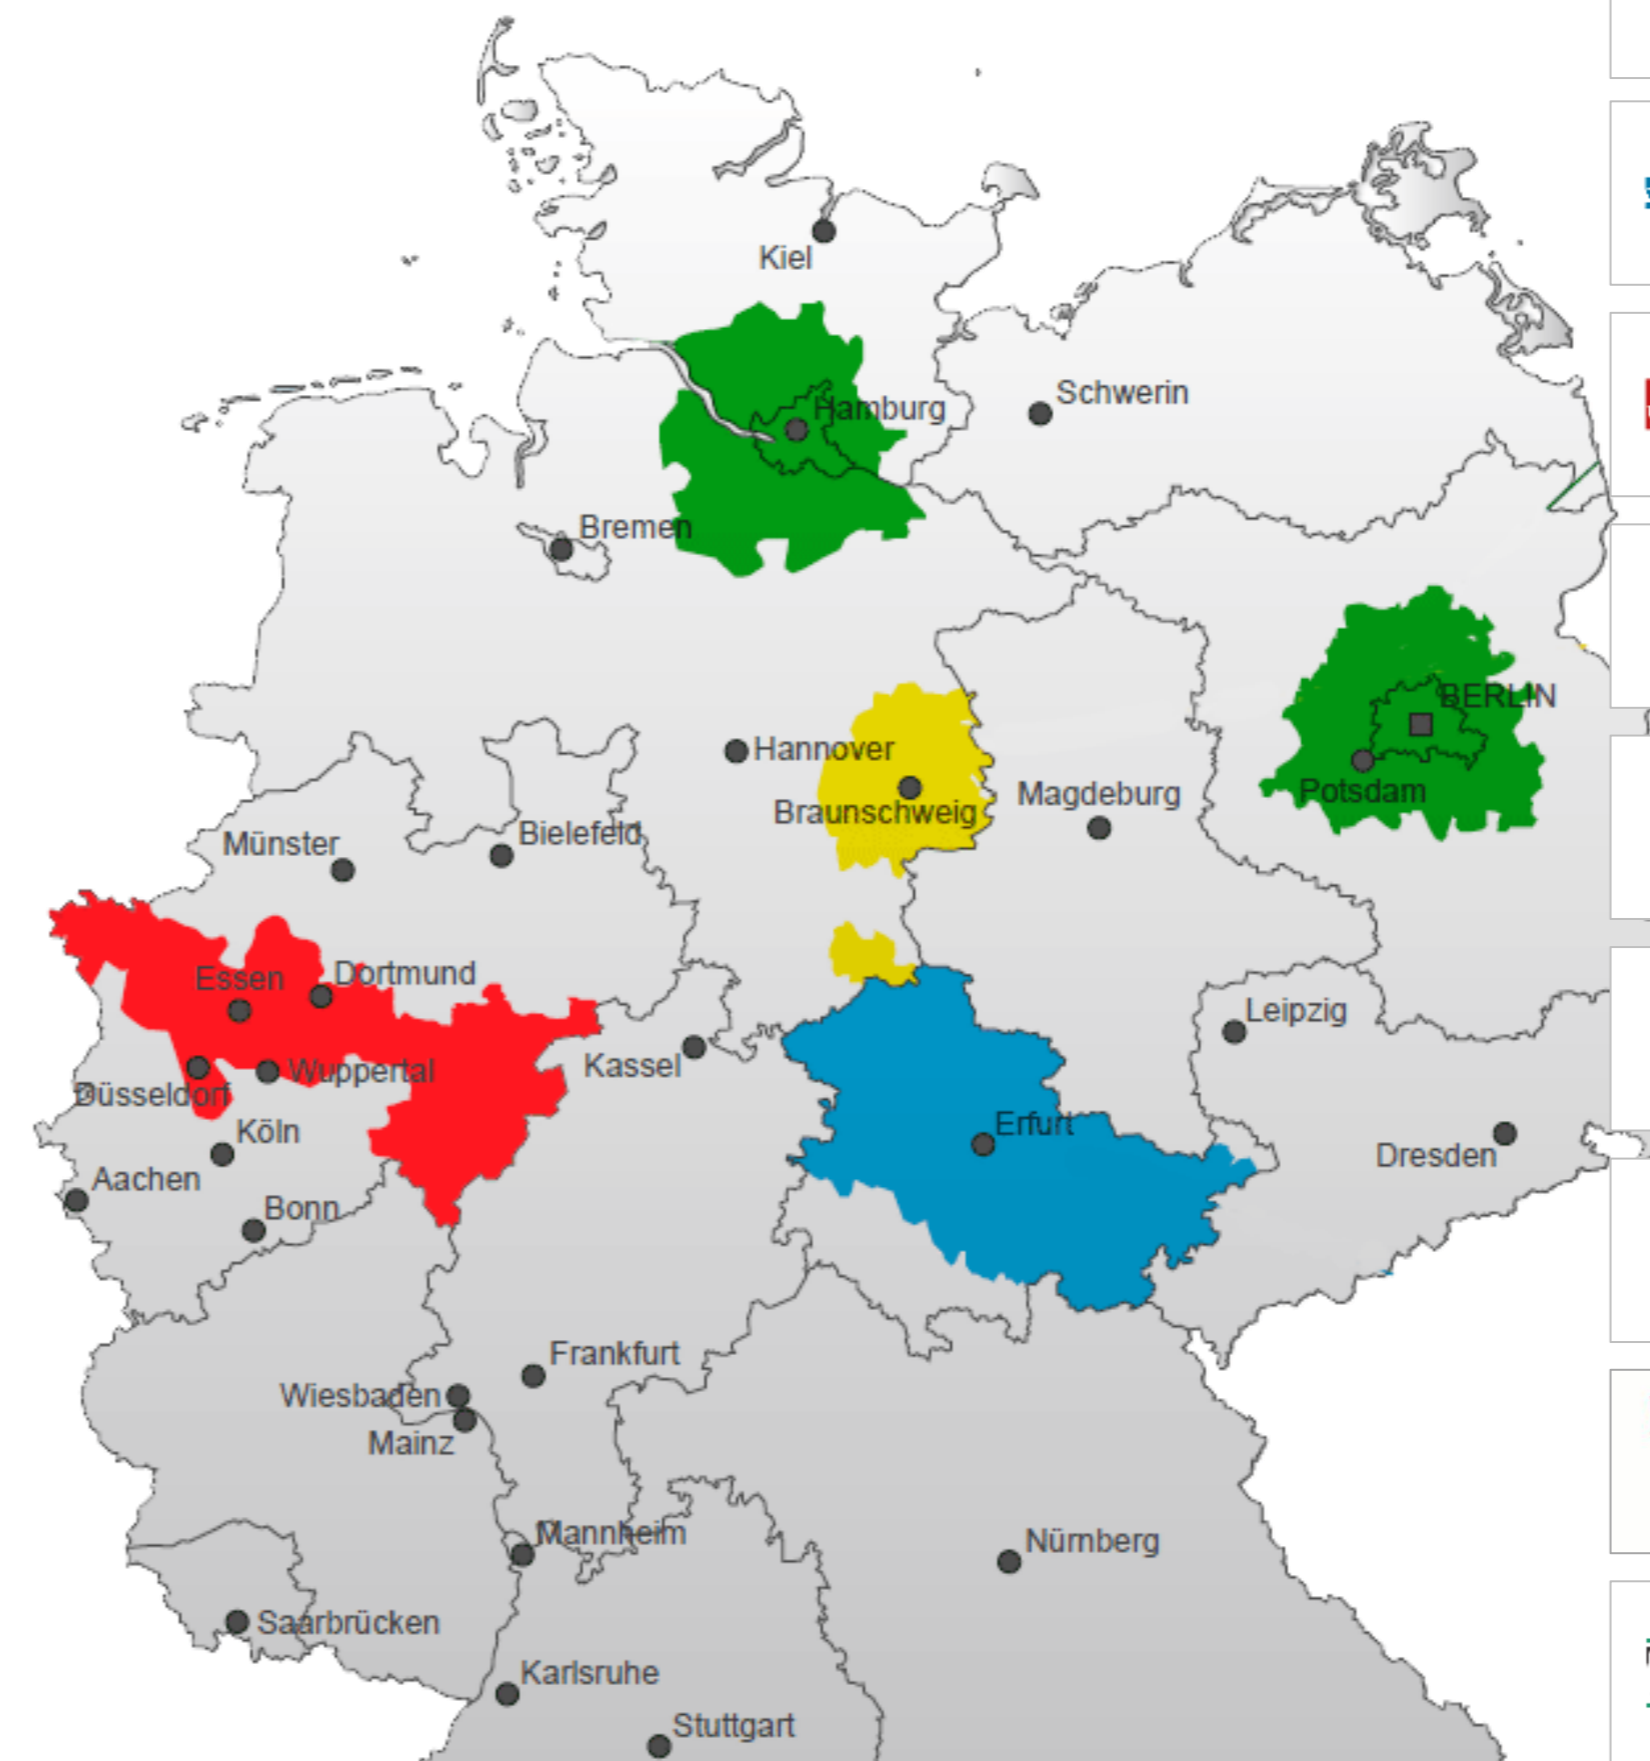 Kiel
Schwerin
Hamburg
Bremen
BERLIN
Hannover
Potsdam
Braunschweig
Magdeburg
Münster
Bielefeld
Essen
Dortmund
Leipzig
Kassel
Wuppertal
Düsseldorf
Köln
Erfurt
Dresden
Aachen
Bonn
Frankfurt
Wiesbaden
Mainz
Mannheim
Nürnberg
Saarbrücken
Karlsruhe
Stuttgart